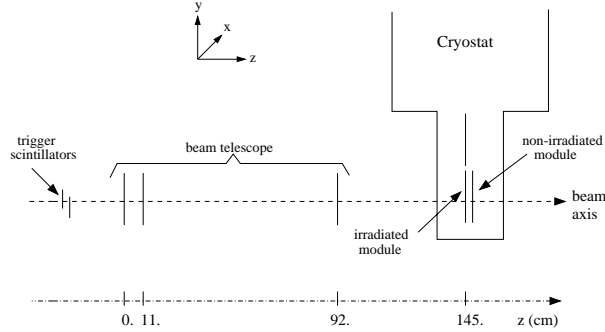 y
x
z
Cryostat
trigger
scintillators
beam telescope
non-irradiated
module
beam
axis
irradiated
module
0. 11. 92. 145. z (cm)